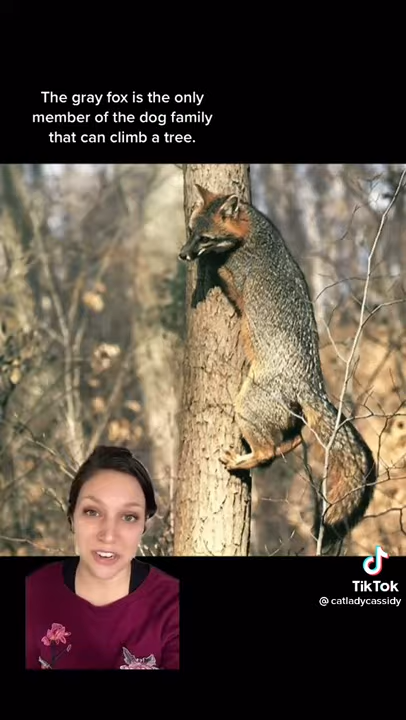 The gray fox is the only
member of the dog family
that can climb a tree.
TikTok
@ catladycassidy